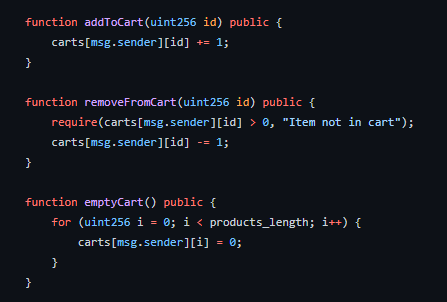 function addToCart(uint256 id) public {
    carts[msg.sender][id] += 1;
}

function removeFromCart(uint256 id) public {
    require(carts[msg.sender][id] > 0, "Item not in cart");
    carts[msg.sender][id] -= 1;
}

function emptyCart() public {
    for (uint256 i = 0; i < products_length; i++) {
        carts[msg.sender][i] = 0;
    }
}